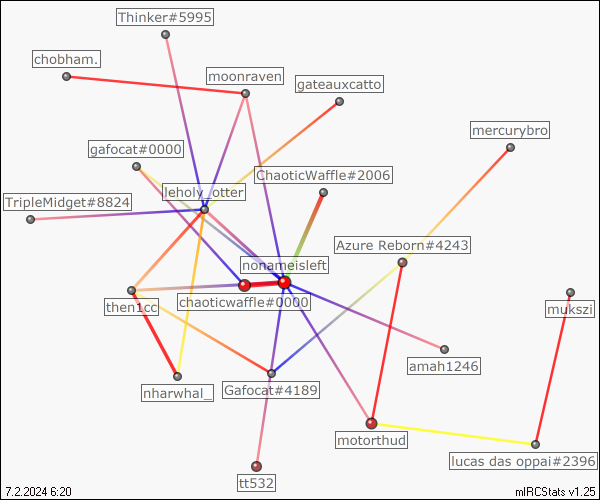 Thinker#5995
chobham.
moonraven
gateauxcatto
mercurybro
gafocat#0000
ChaoticWaffle#2006
leholy_otter
TripleMidget#8824
Azure Reborn#4243
nonameisleft
chaoticwaffle#0000
then1cc
mukszi
amah1246
nharwhal_
Gafocat#4189
motorthud
lucas das oppai#2396
tt532
7.2.2024 6:20
mIRCStats v1.25